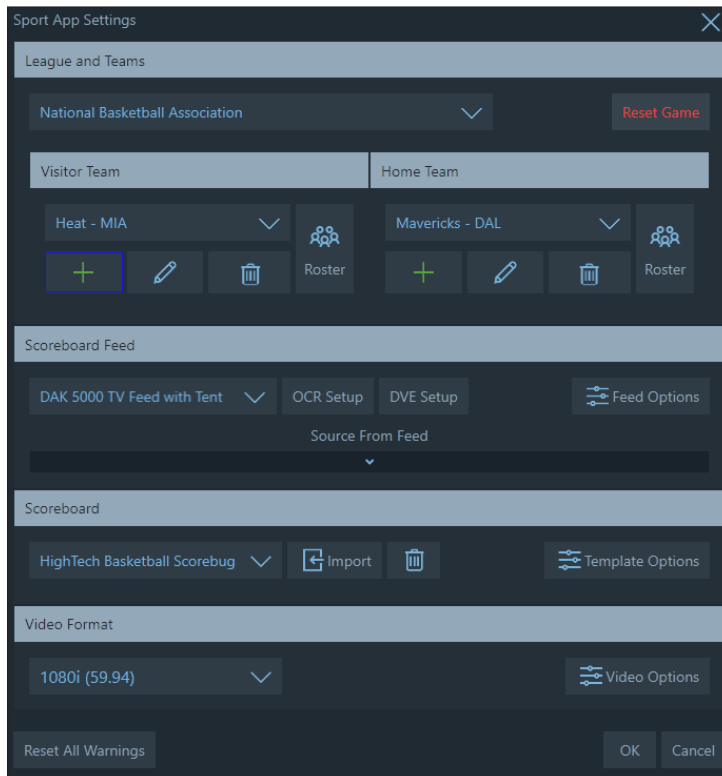 Sport App Settings
League and Teams
National Basketball Association
Reset Game
Visitor Team
Home Team
Heat - MIA
Roster
Mavericks - DAL
Roster
Scoreboard Feed
DAK 5000 TV Feed with Tent
OCR Setup
DVE Setup
Feed Options
Source From Feed
Scoreboard
HighTech Basketball Scorebug
Import
Template Options
Video Format
1080i (59.94)
Video Options
Reset All Warnings
OK
Cancel